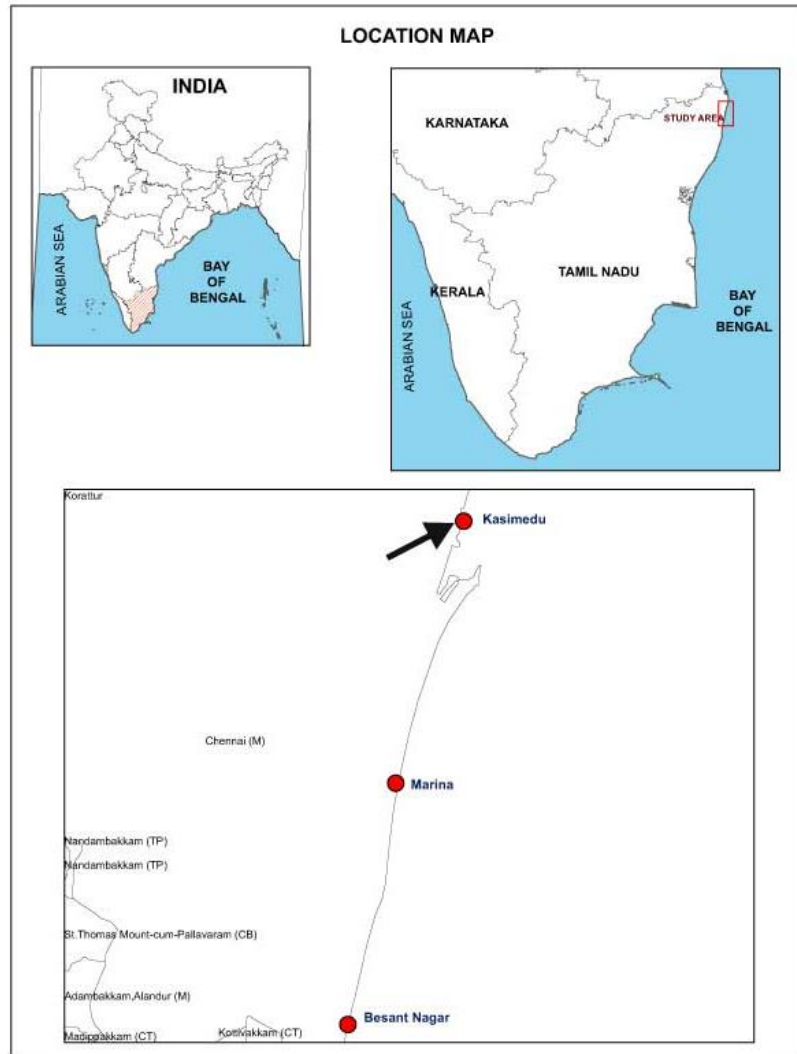 LOCATION MAP
INDIA
ARABIAN SEA
BAY
OF
BENGAL
KARNATAKA
STUDY AREA
KERALA
TAMIL NADU
ARABIAN SEA
BAY
OF
BENGAL
Korattur
Kasimedu
Chennai (M)
Marina
Nandambakkam (TP)
Nandambakkam (TP)
St.Thomas Mount-cum-Pallavaram (CB)
Adambakkam,Alandur (M)
Besant Nagar
Madippakkam (CT)
Kottivakkam (CT)